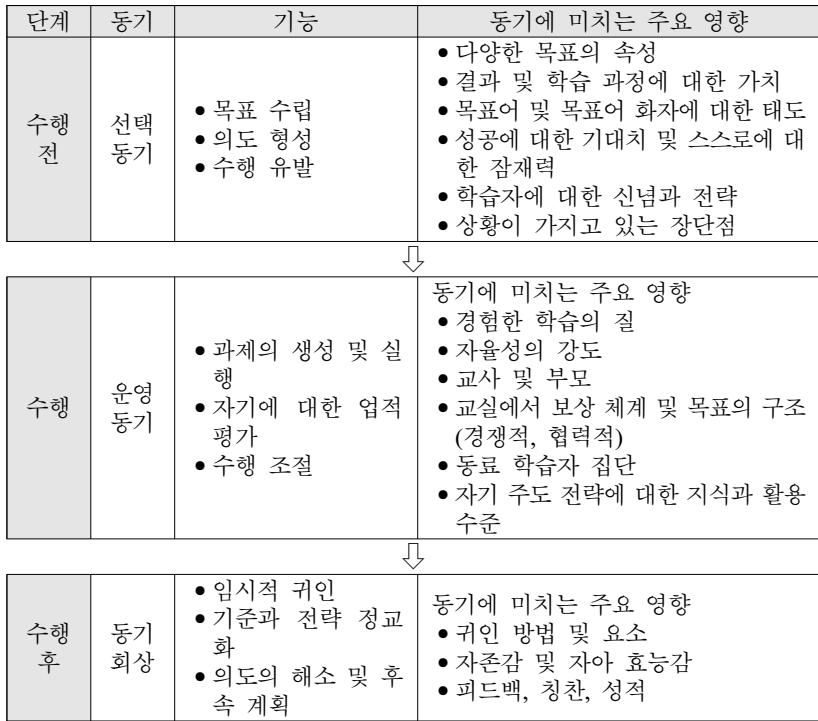 단계 동기 기능 동기에 미치는 주요 영향
수행
전
선택
동기
• 목표 수립
• 의도 형성
• 수행 유발
• 다양한 목표의 속성
• 결과 및 학습 과정에 대한 가치
• 목표어 및 목표어 화자에 대한 태도
• 성공에 대한 기대치 및 스스로에 대
한 잠재력
• 학습자에 대한 신념과 전략
• 상황이 가지고 있는 장단점
⇩
수행
운영
동기
• 과제의 생성 및 실
행
• 자기에 대한 업적
평가
• 수행 조절
동기에 미치는 주요 영향
• 경험한 학습의 질
• 자율성의 강도
• 교사 및 부모
• 교실에서 보상 체계 및 목표의 구조
(경쟁적, 협력적)
• 동료 학습자 집단
• 자기 주도 전략에 대한 지식과 활용
수준
⇩
수행
후
동기
회상
• 임시적 귀인
• 기준과 전략 정교
화
• 의도의 해소 및 후
속 계획
동기에 미치는 주요 영향
• 귀인 방법 및 요소
• 자존감 및 자아 효능감
• 피드백, 칭찬, 성적